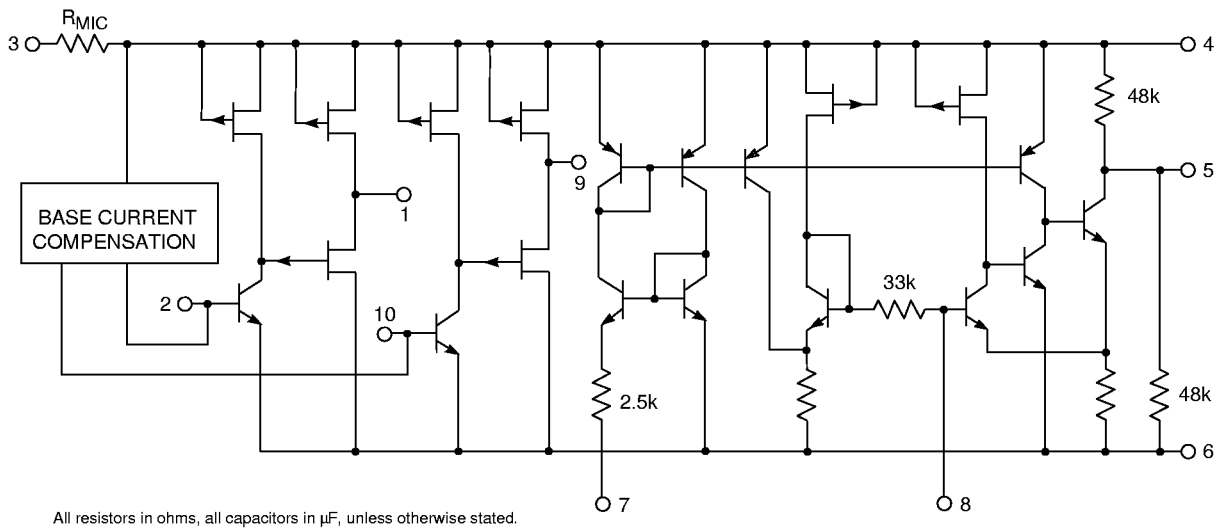 R_MIC
3
4
48k
5
9
1
BASE CURRENT
COMPENSATION
2
10
33k
2.5k
48k
6
7
8
All resistors in ohms, all capacitors in µF, unless otherwise stated.